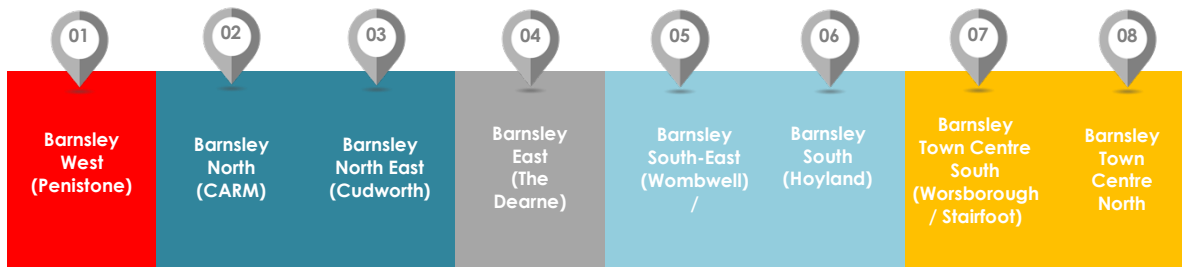 01
02
03
04
05
06
07
08
Barnsley
West
(Penistone)
Barnsley
North
(CARM)
Barnsley
North East
(Cudworth)
Barnsley
East
(The
Dearne)
Barnsley
South-East
(Wombwell)
/
Barnsley
South
(Hoyland)
Barnsley
Town Centre
South
(Worsborough
/ Stairfoot)
Barnsley
Town
Centre
North